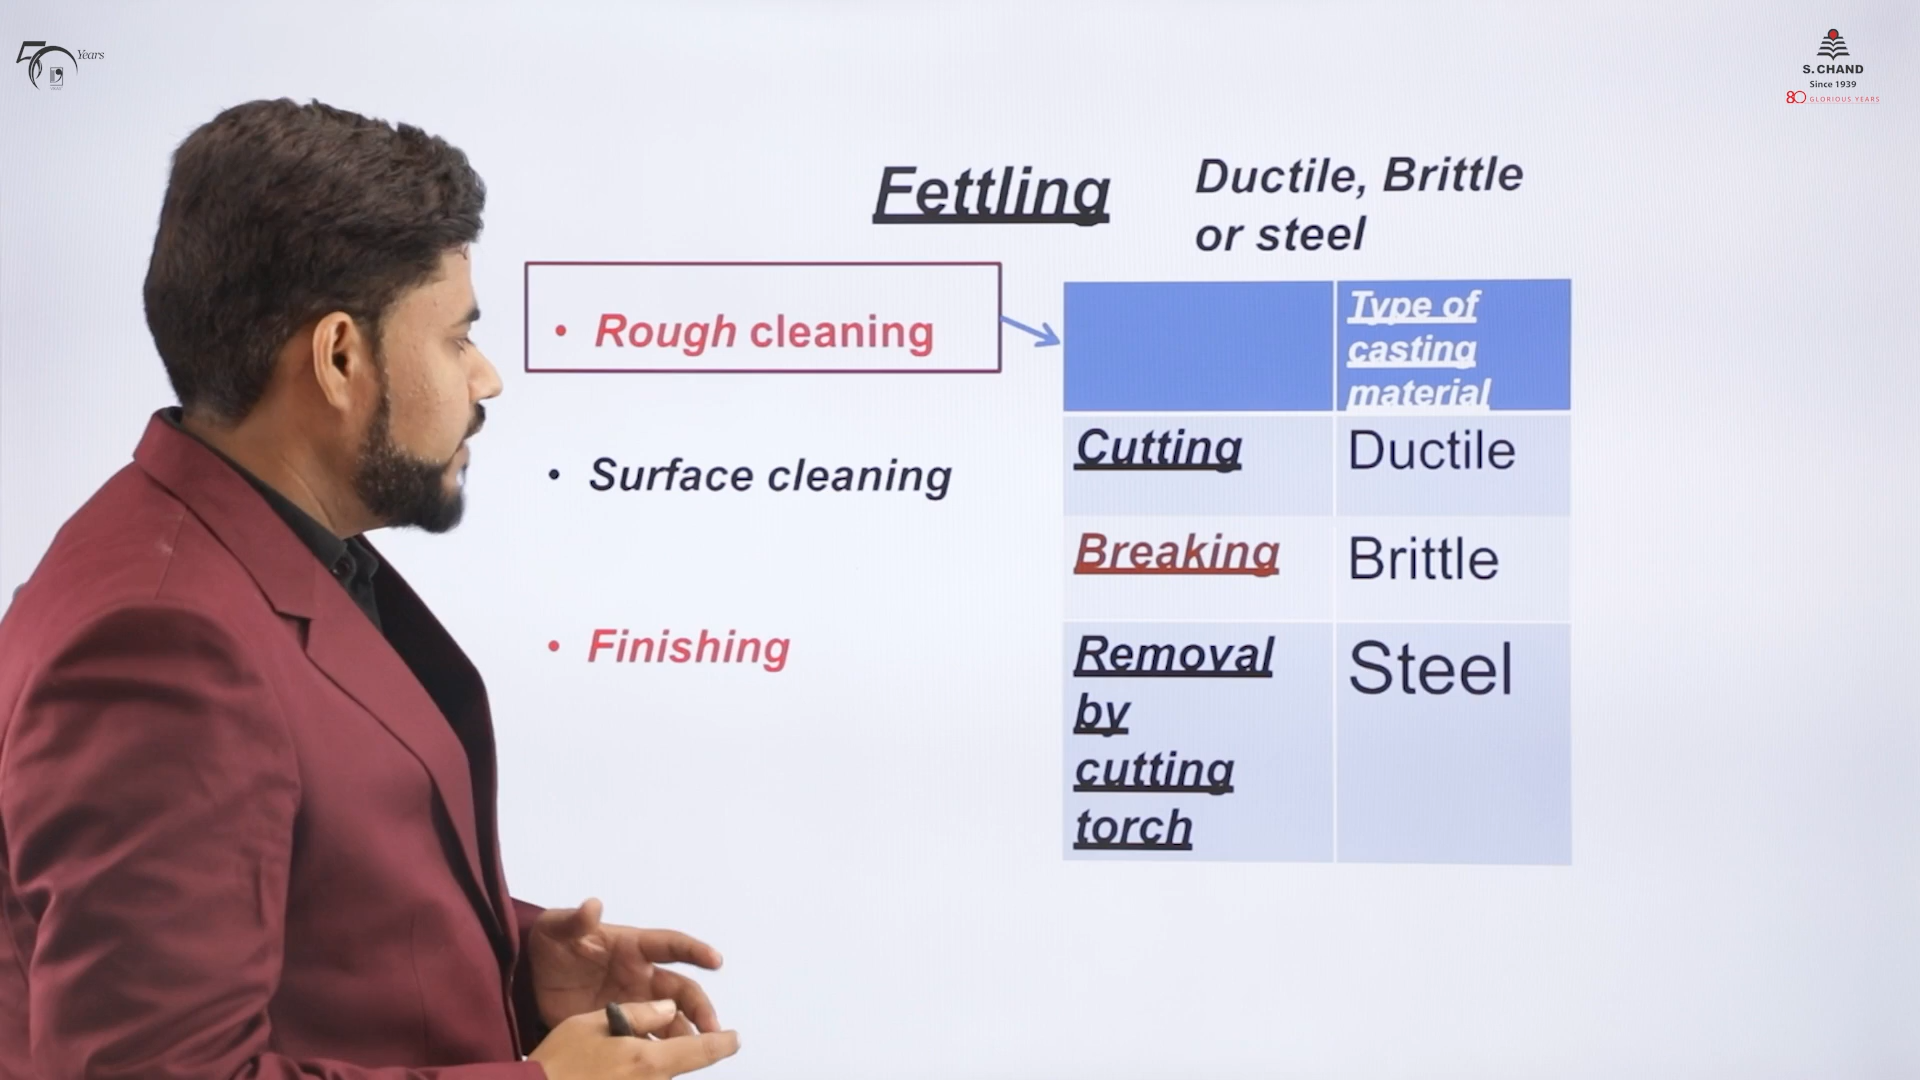 50 Years
S. CHAND
Since 1939
80 GLORIOUS YEARS
Fettling
Ductile, Brittle
or steel
• Rough cleaning
• Surface cleaning
• Finishing
Type of
casting
material
Cutting
Ductile
Breaking
Brittle
Removal
by
cutting
torch
Steel